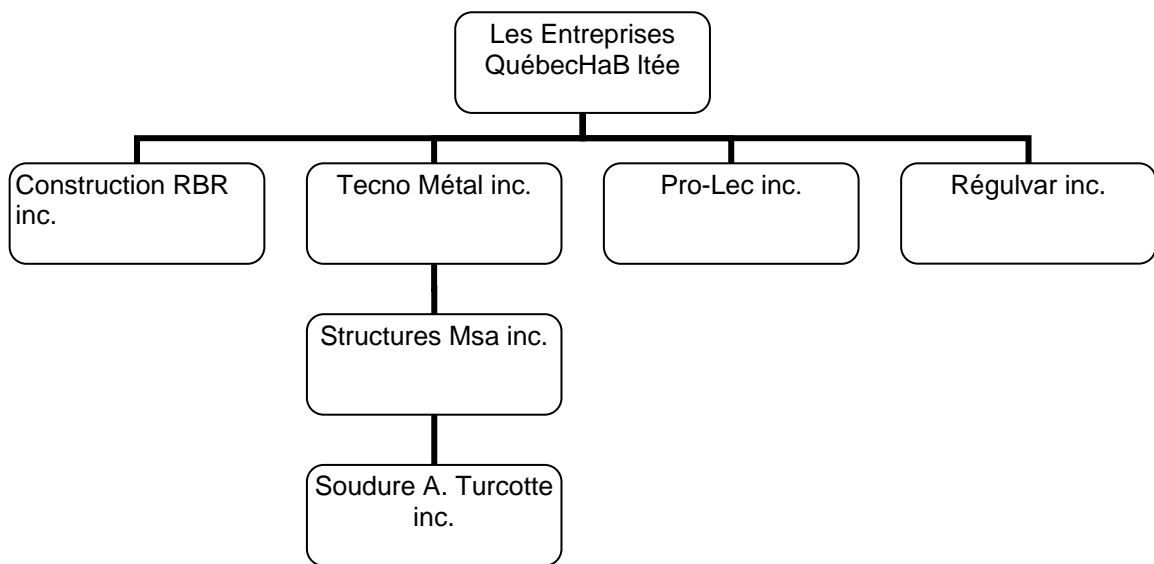 Les Entreprises
QuébecHaB ltée
Construction RBR
inc.
Tecno Métal inc.
Pro-Lec inc.
Régulvar inc.
Structures Msa inc.
Soudure A. Turcotte
inc.